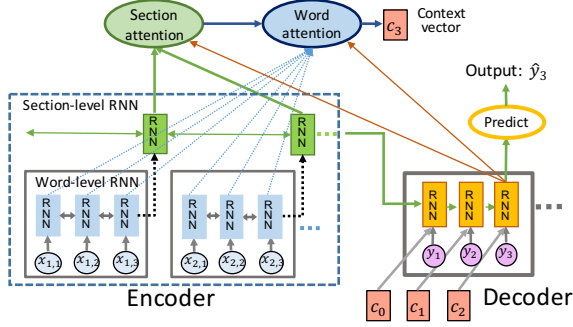 Section
attention
Word
attention
c₃
Context
vector
Output: ŷ₃
Section-level RNN
RNN
RNN
Predict
Word-level RNN
RNN
RNN
RNN
RNN
RNN
RNN
RNN
RNN
RNN
x₁,₁
x₁,₂
x₁,₃
x₂,₁
x₂,₂
x₂,₃
y₁
y₂
y₃
Encoder
c₀
c₁
c₂
Decoder